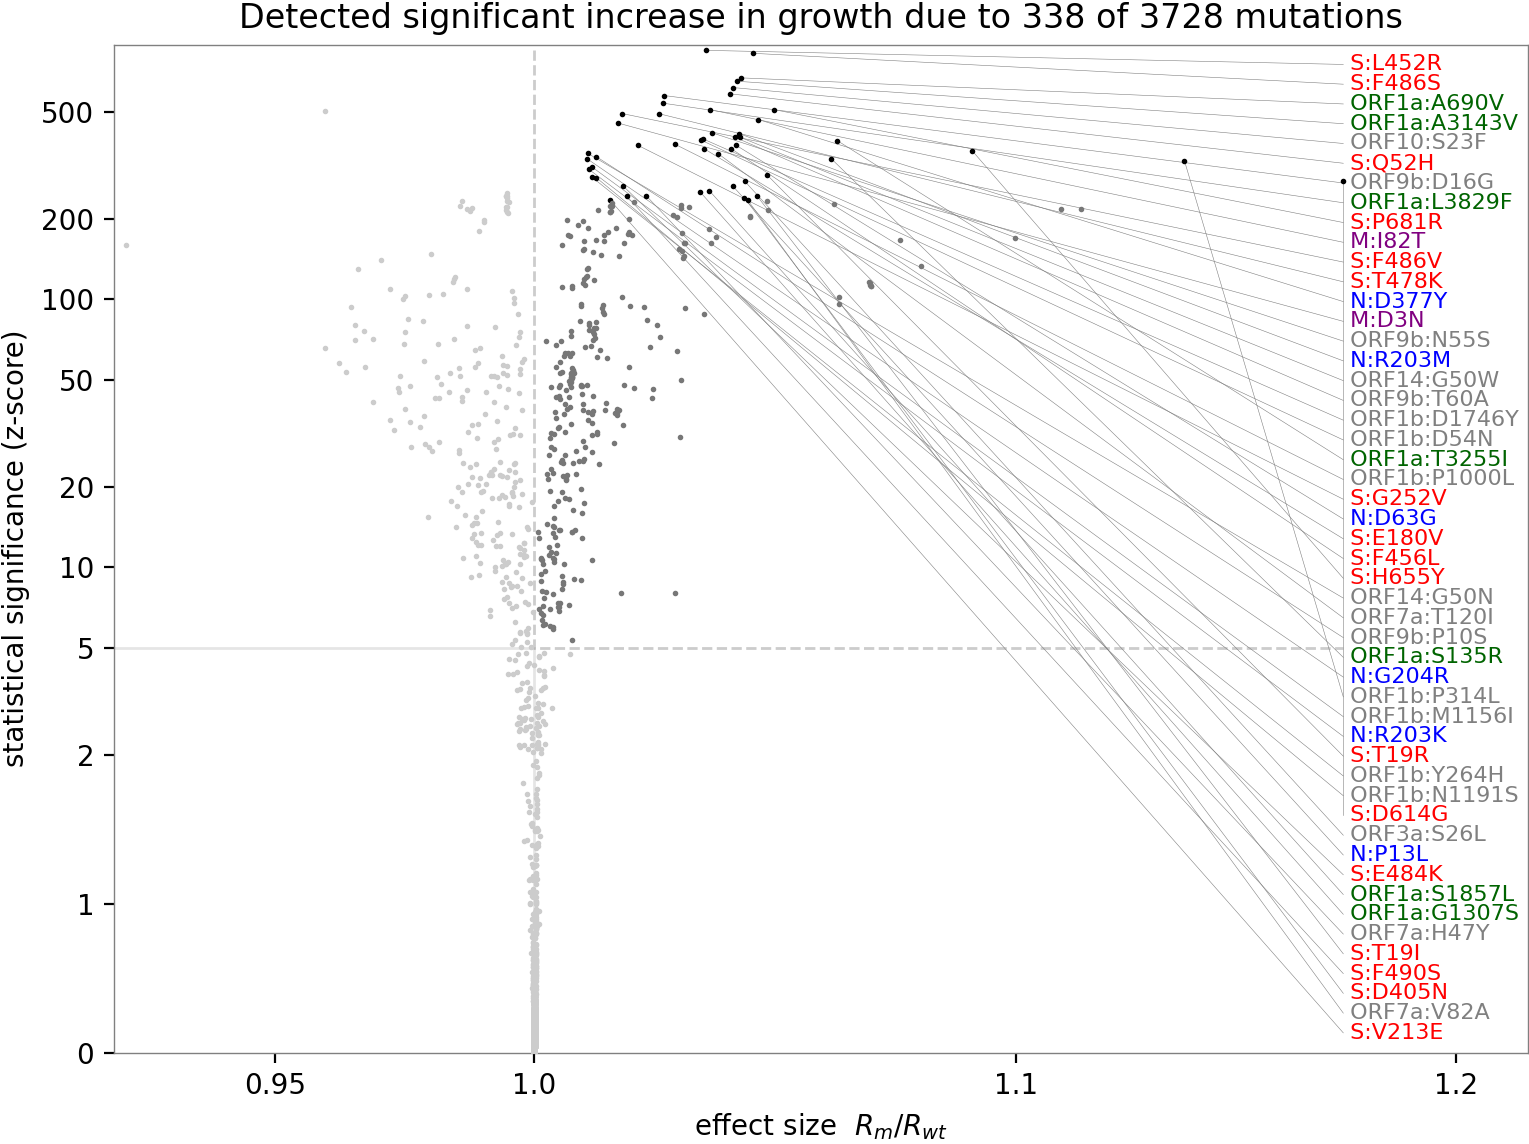 Detected significant increase in growth due to 338 of 3728 mutations
statistical significance (z-score)
500
200
100
50
20
10
5
2
1
0
S:L452R
S:F486S
ORF1a:A690V
ORF1a:A3143V
ORF10:S23F
S:Q52H
ORF9b:D16G
ORF1a:L3829F
S:P681R
M:I82T
S:F486V
S:T478K
N:D377Y
M:D3N
ORF9b:N55S
N:R203M
ORF14:G50W
ORF9b:T60A
ORF1b:D1746Y
ORF1b:D54N
ORF1a:T3255I
ORF1b:P1000L
S:G252V
N:D63G
S:E180V
S:F456L
S:H655Y
ORF14:G50N
ORF7a:T120I
ORF9b:P10S
ORF1a:S135R
N:G204R
ORF1b:P314L
ORF1b:M1156I
N:R203K
S:T19R
ORF1b:Y264H
ORF1b:N1191S
S:D614G
ORF3a:S26L
N:P13L
S:E484K
ORF1a:S1857L
ORF1a:G1307S
ORF7a:H47Y
S:T19I
S:F490S
S:D405N
ORF7a:V82A
S:V213E
0.95 1.0 1.1 1.2
effect size Rm/Rwt